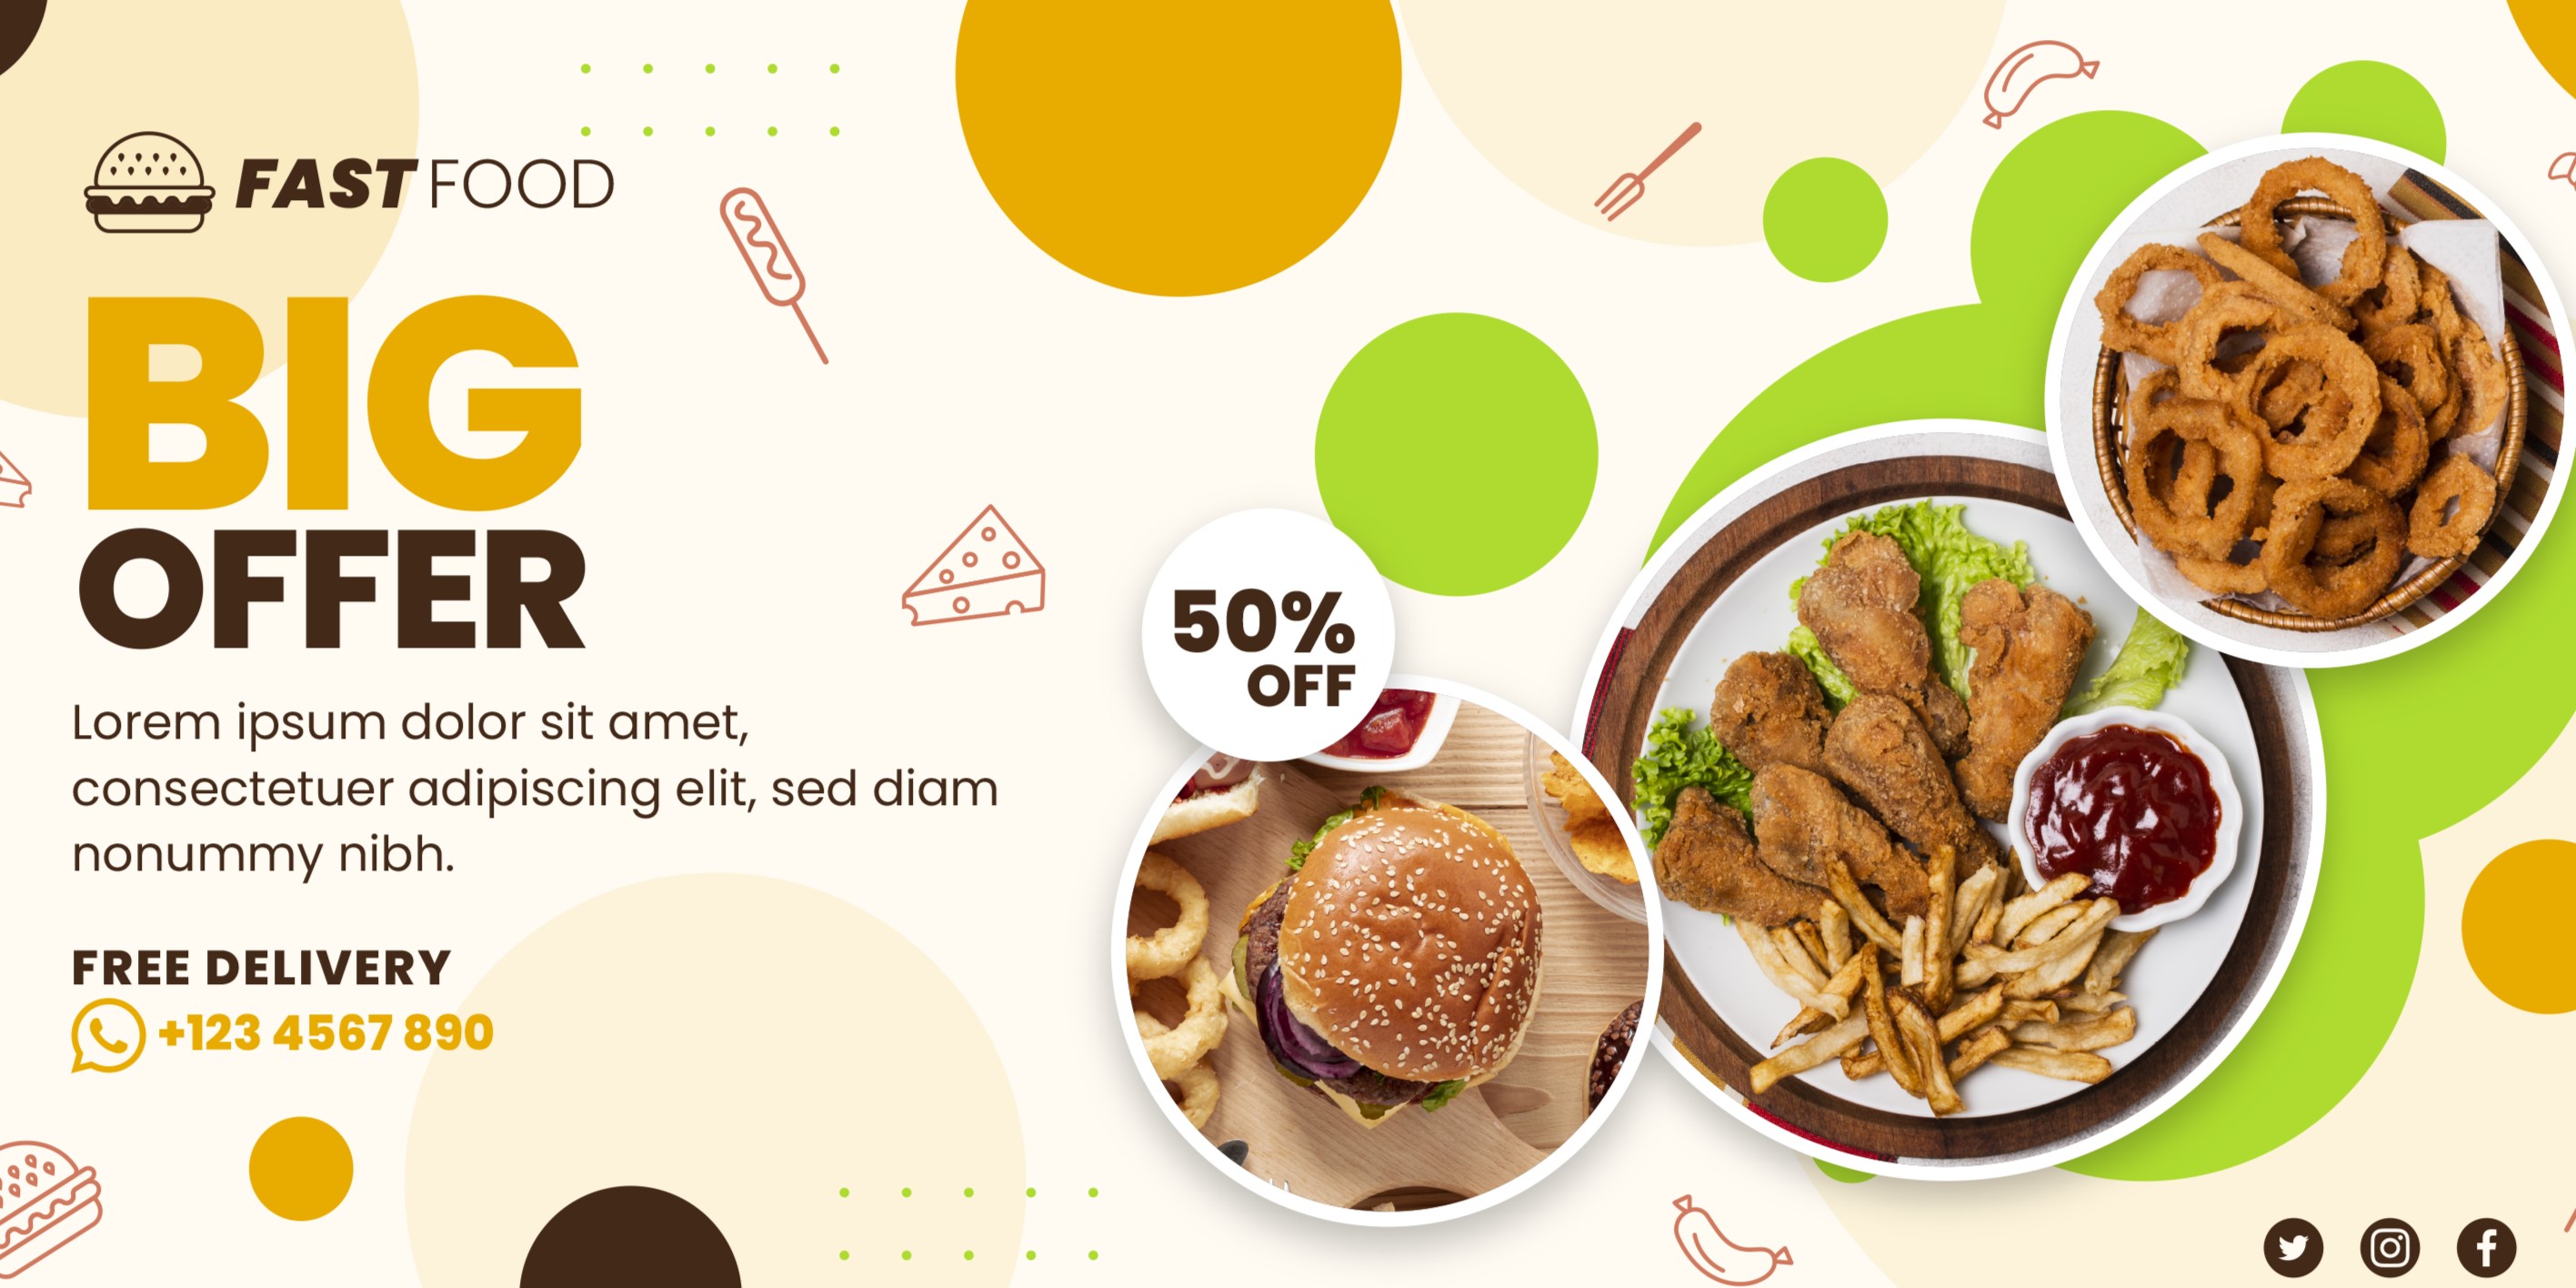 FAST FOOD
BIG
OFFER
Lorem ipsum dolor sit amet,
consectetuer adipiscing elit, sed diam
nonummy nibh.
FREE DELIVERY
+123 4567 890
50%
OFF